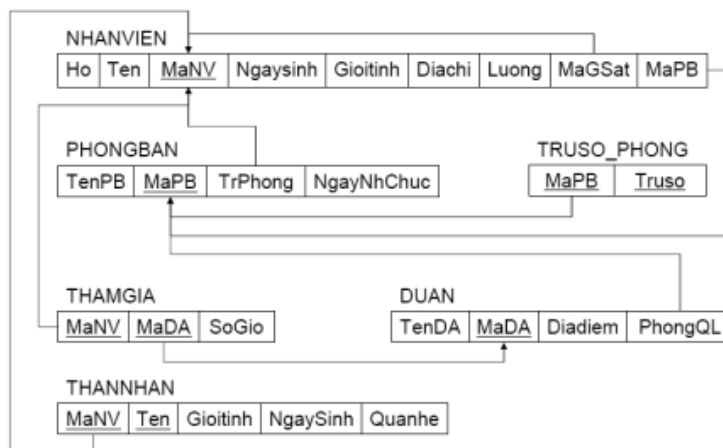 NHANVIEN
Ho Ten MaNV Ngaysinh Gioitinh Diachi Luong MaGSat MaPB
PHONGBAN
TenPB MaPB TrPhong NgayNhChuc
TRUSO_PHONG
MaPB Truso
THAMGIA
MaNV MaDA SoGio
DUAN
TenDA MaDA Diadiem PhongQL
THANNHAN
MaNV Ten Gioitinh NgaySinh Quanhe